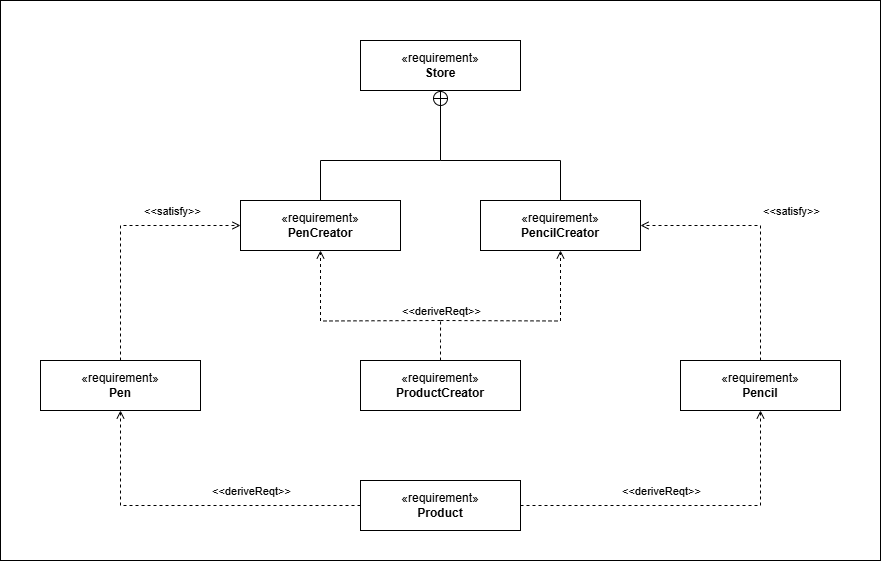 «requirement»
Store
<<satisfy>>
«requirement»
PenCreator
«requirement»
PencilCreator
<<satisfy>>
<<deriveReqt>>
«requirement»
Pen
«requirement»
ProductCreator
«requirement»
Pencil
<<deriveReqt>>
«requirement»
Product
<<deriveReqt>>